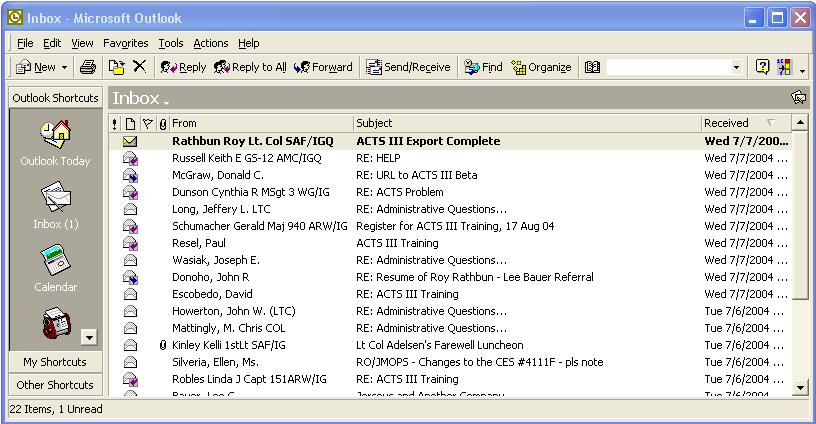 Inbox - Microsoft Outlook
File Edit View Favorites Tools Actions Help
New Reply Reply to All Forward Send/Receive Find Organize
Outlook Shortcuts
Inbox
Outlook Today
Inbox (1)
Calendar
My Shortcuts
Other Shortcuts
! From Subject Received
Rathbun Roy Lt. Col SAF/IGQ ACTS III Export Complete Wed 7/7/200...
Russell Keith E GS-12 AMC/IGQ RE: HELP Wed 7/7/2004 ...
McGraw, Donald C. RE: URL to ACTS III Beta Wed 7/7/2004 ...
Dunson Cynthia R MSgt 3 WG/IG RE: ACTS Problem Wed 7/7/2004 ...
Long, Jeffery L. LTC RE: Administrative Questions... Wed 7/7/2004 ...
Schumacher Gerald Maj 940 ARW/IG Register for ACTS III Training, 17 Aug 04 Wed 7/7/2004 ...
Resel, Paul ACTS III Training Wed 7/7/2004 ...
Wasiak, Joseph E. RE: Administrative Questions... Wed 7/7/2004 ...
Donoho, John R RE: Resume of Roy Rathbun - Lee Bauer Referral Wed 7/7/2004 ...
Escobedo, David RE: ACTS III Training Wed 7/7/2004 ...
Howerton, John W. (LTC) RE: Administrative Questions... Tue 7/6/2004 ...
Mattingly, M. Chris COL RE: Administrative Questions... Tue 7/6/2004 ...
Kinley Kelli 1stLt SAF/IG Lt Col Adelsen's Farewell Luncheon Tue 7/6/2004 ...
Silveria, Ellen, Ms. RO/JMOPS - Changes to the CES #4111F - pls note Tue 7/6/2004 ...
Robles Linda J Capt 151ARW/IG RE: ACTS III Training Tue 7/6/2004 ...
22 Items, 1 Unread